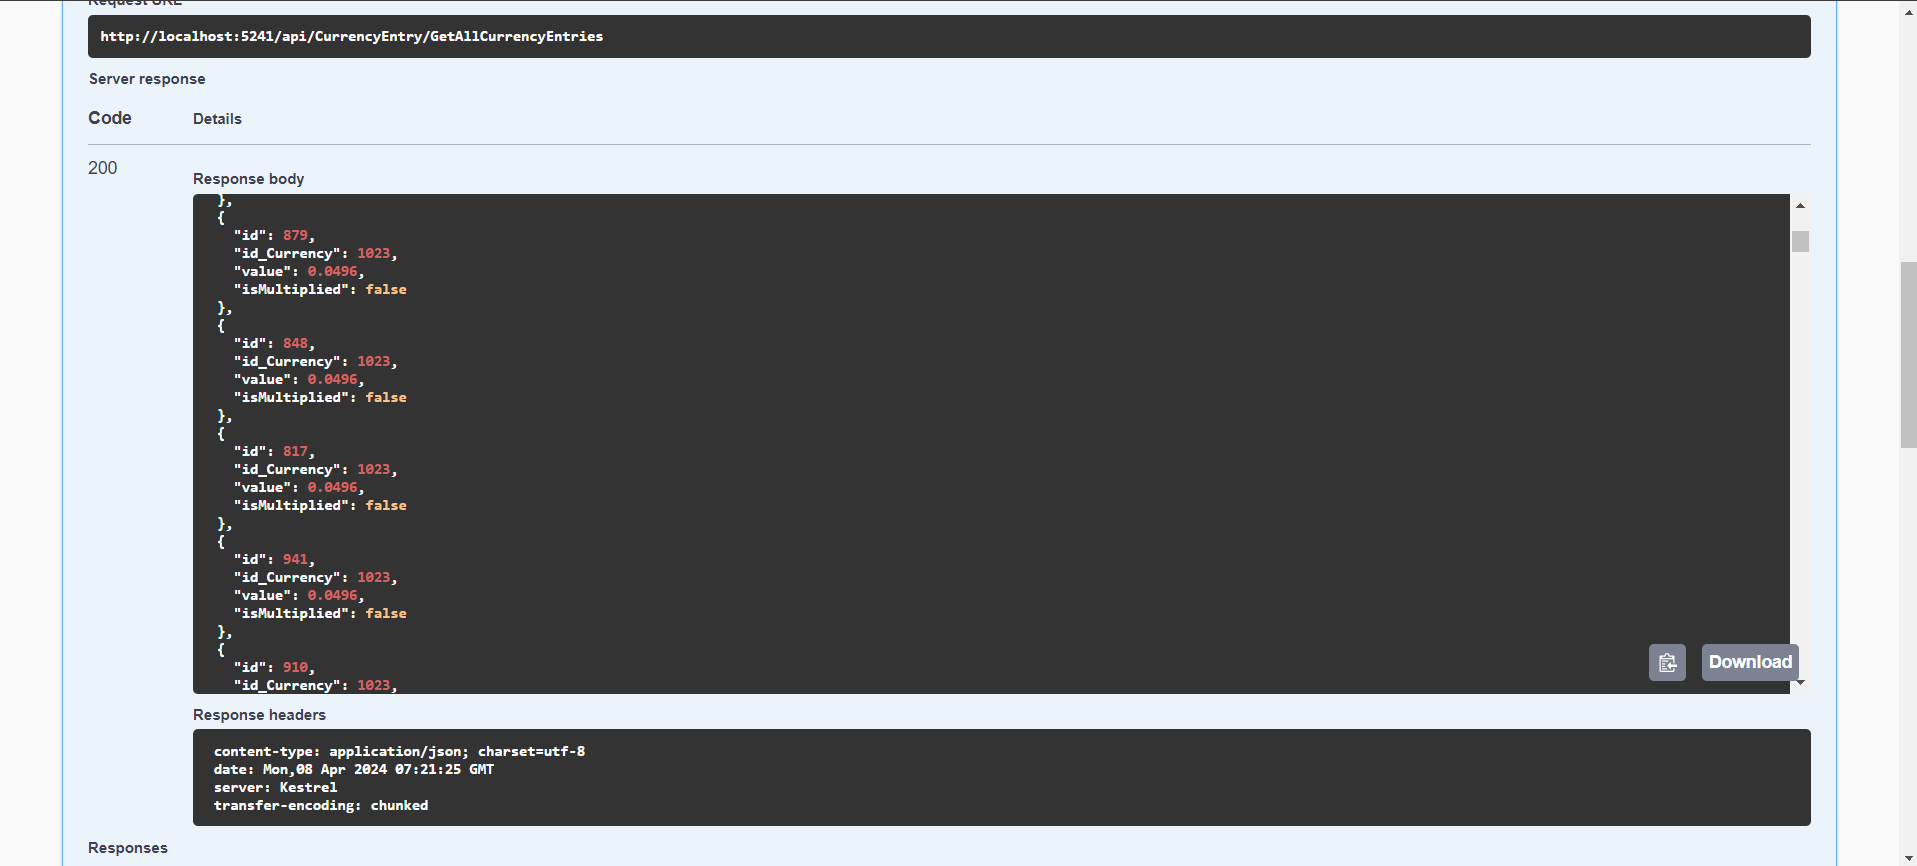 Request URL
http://localhost:5241/api/CurrencyEntry/GetAllCurrencyEntries
Server response
Code Details
200
Response body
},
{
"id": 879,
"id_Currency": 1023,
"value": 0.0496,
"isMultiplied": false
},
{
"id": 848,
"id_Currency": 1023,
"value": 0.0496,
"isMultiplied": false
},
{
"id": 817,
"id_Currency": 1023,
"value": 0.0496,
"isMultiplied": false
},
{
"id": 941,
"id_Currency": 1023,
"value": 0.0496,
"isMultiplied": false
},
{
"id": 910,
"id_Currency": 1023,
Download
Response headers
content-type: application/json; charset=utf-8
date: Mon,08 Apr 2024 07:21:25 GMT
server: Kestrel
transfer-encoding: chunked
Responses